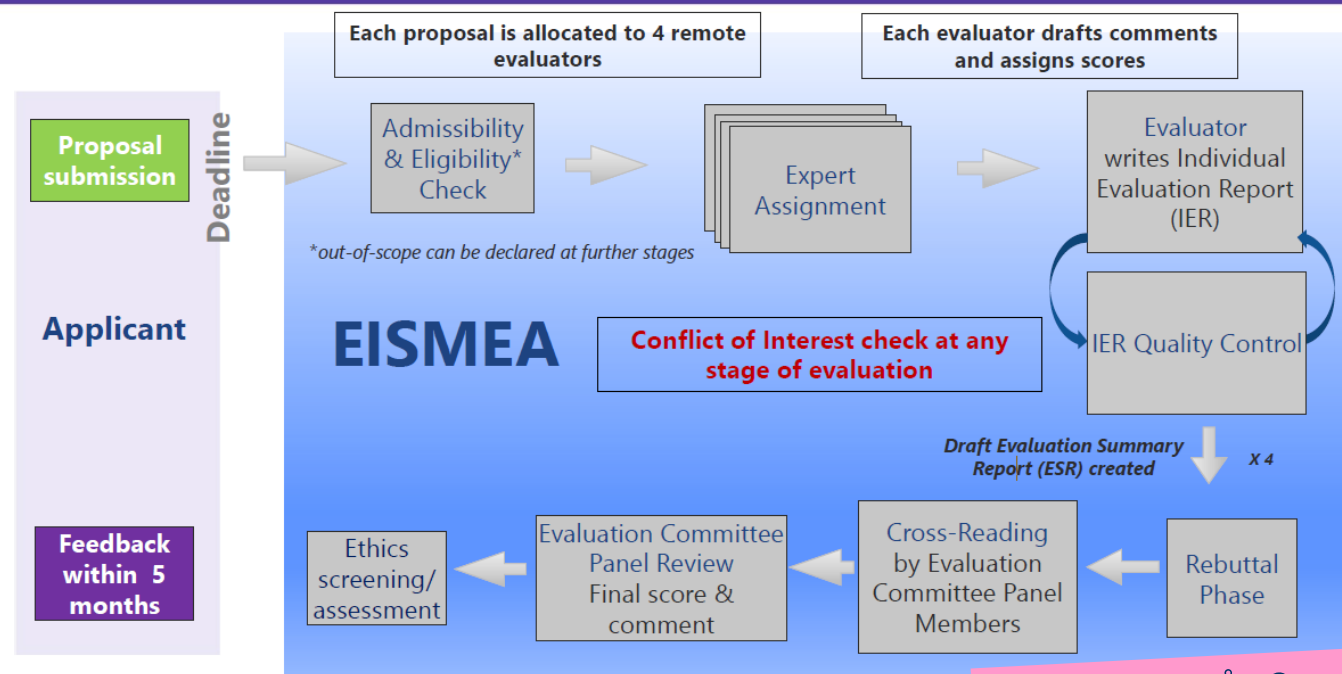 Each proposal is allocated to 4 remote
evaluators
Each evaluator drafts comments
and assigns scores
Proposal
submission
Deadline
Admissibility
& Eligibility*
Check
Expert
Assignment
Evaluator
writes Individual
Evaluation Report
(IER)
*out-of-scope can be declared at further stages
Applicant
EISMEA
Conflict of Interest check at any
stage of evaluation
IER Quality Control
Draft Evaluation Summary
Report (ESR) created
X 4
Feedback
within 5
months
Ethics
screening/
assessment
Evaluation Committee
Panel Review
Final score &
comment
Cross-Reading
by Evaluation
Committee Panel
Members
Rebuttal
Phase